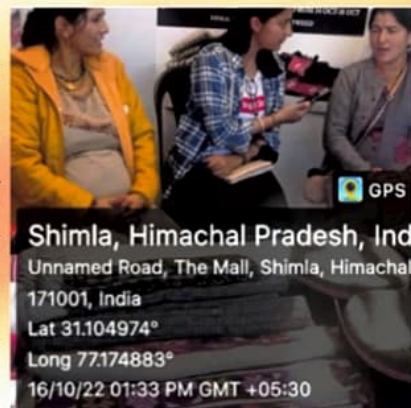 GPS
Shimla, Himachal Pradesh, Ind
Unnamed Road, The Mall, Shimla, Himachal
171001, India
Lat 31.104974°
Long 77.174883°
16/10/22 01:33 PM GMT +05:30